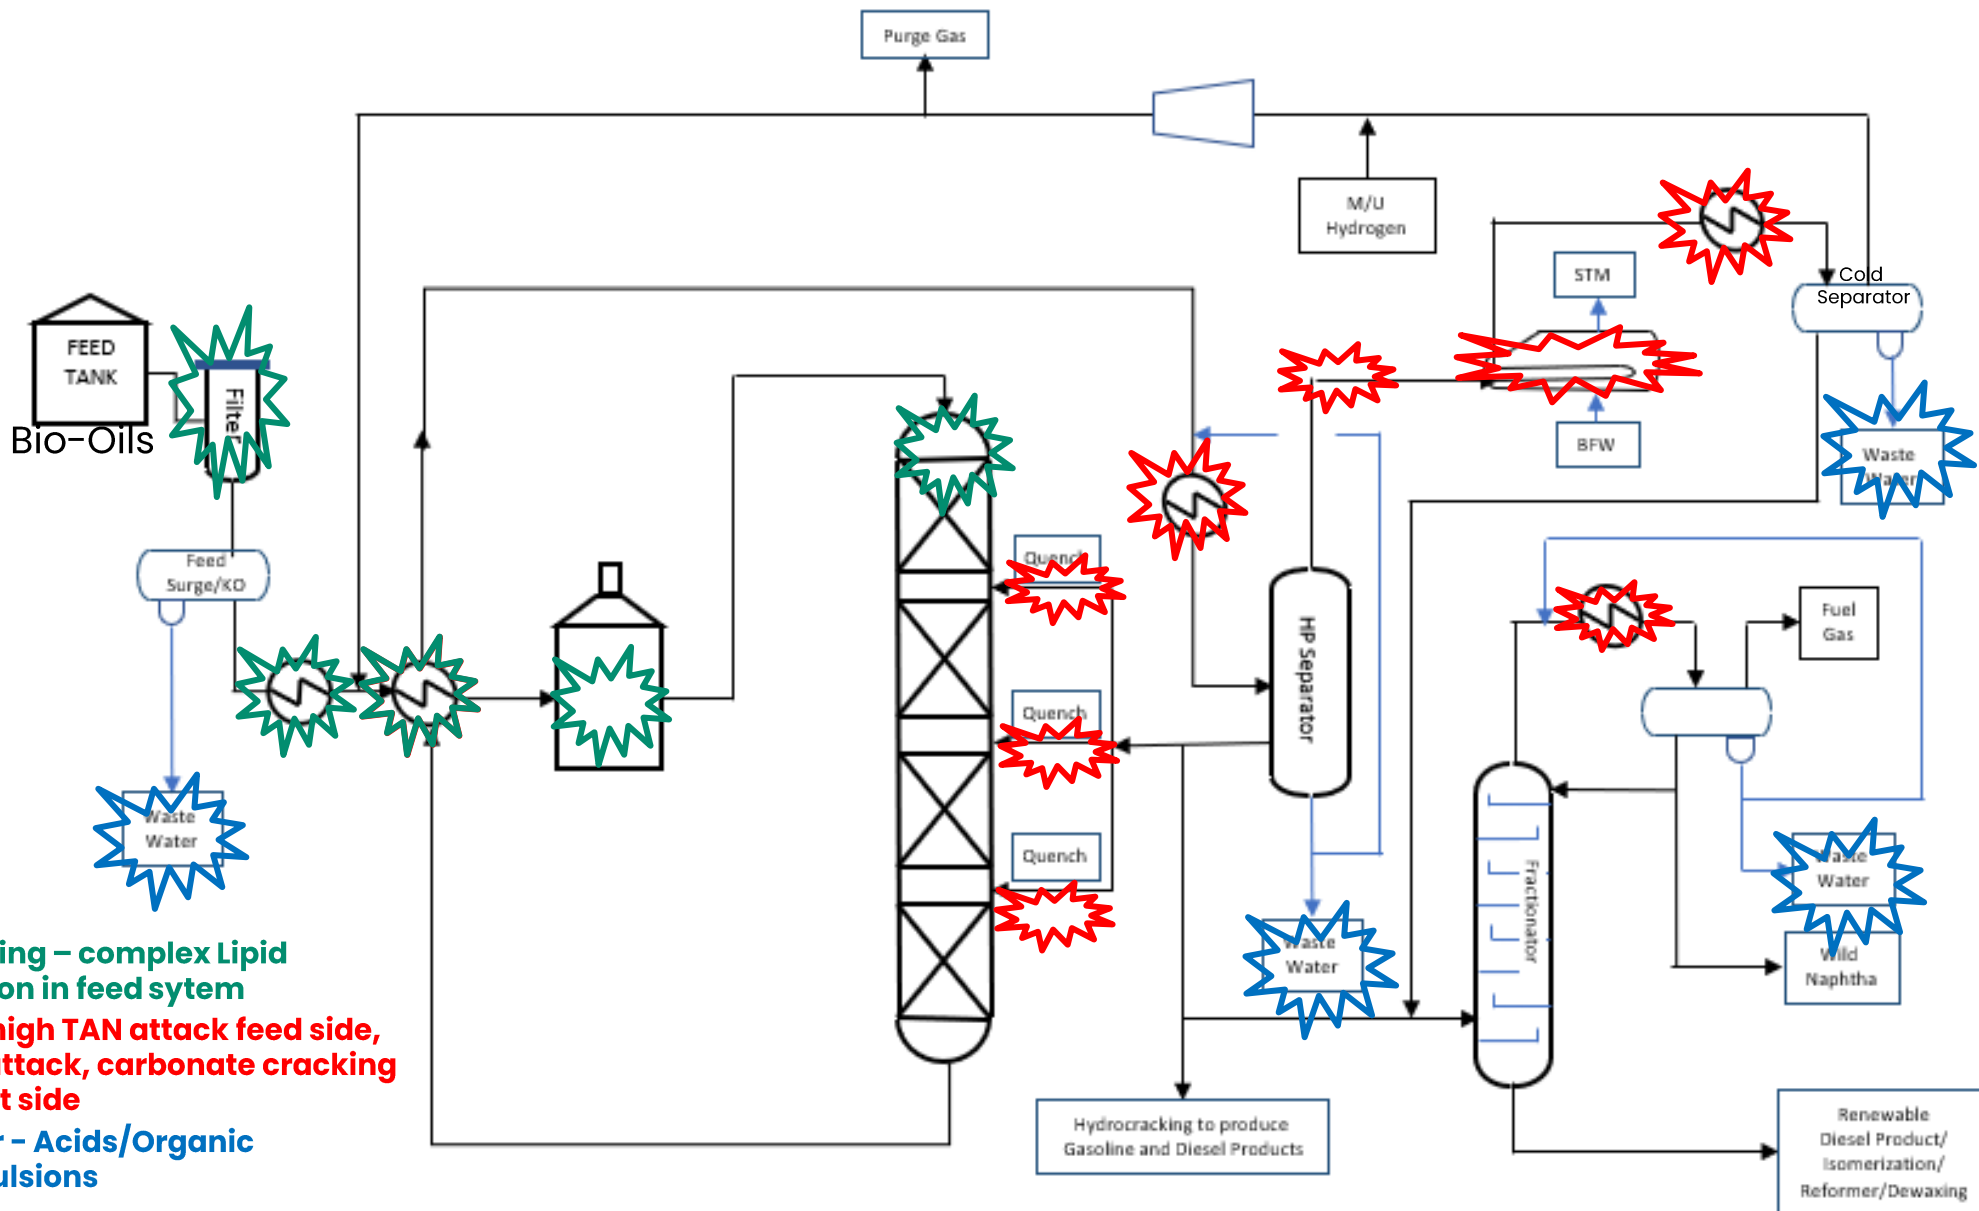 Purge Gas
M/U
Hydrogen
STM
Cold
Separator
FEED
TANK
Filter
Bio-Oils
BFW
Waste
Water
Quench
Feed
Surge/KO
HP Separator
Fuel
Gas
Quench
Waste
Water
Quench
Fractionator
Waste
Water
Waste
Water
Wild
Naphtha
ing – complex Lipid
on in feed sytem
high TAN attack feed side,
attack, carbonate cracking
t side
r - Acids/Organic
ulsions
Hydrocracking to produce
Gasoline and Diesel Products
Renewable
Diesel Product/
Isomerization/
Reformer/Dewaxing